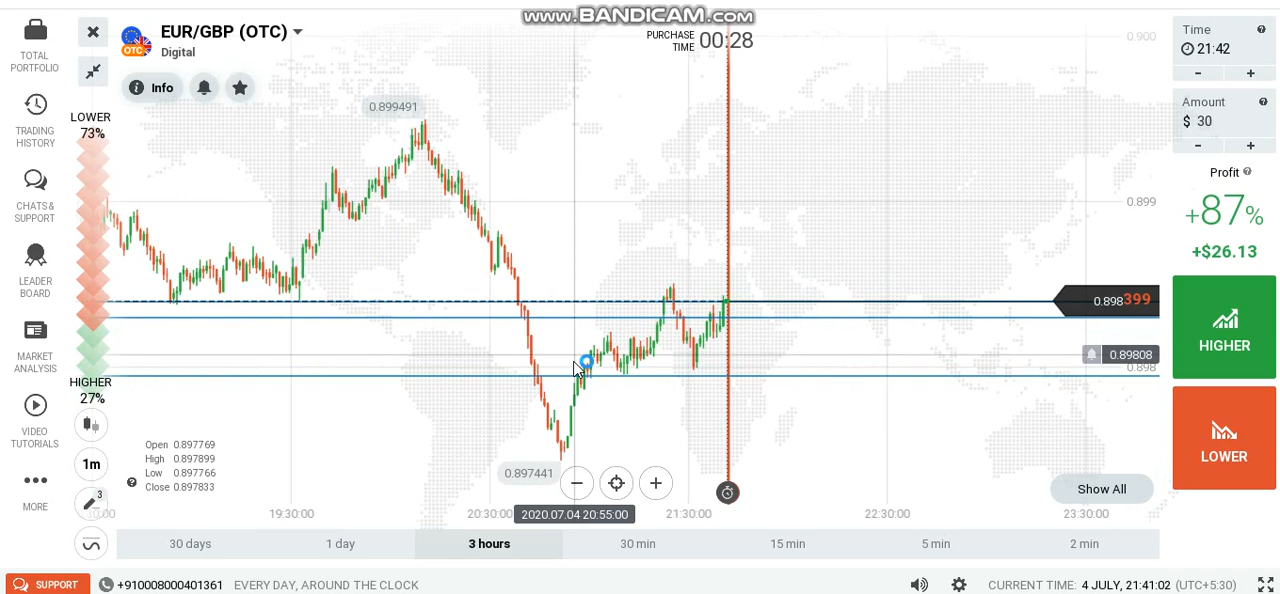 www.BANDICAM.com
TOTAL
PORTFOLIO
TRADING
HISTORY
CHATS &
SUPPORT
LEADER
BOARD
MARKET
ANALYSIS
VIDEO
TUTORIALS
MORE
EUR/GBP (OTC)
OTC
Digital
Info
LOWER
73%
HIGHER
27%
1m
3
PURCHASE
TIME
00:28
0.899491
0.897441
0.900
0.899
0.898399
0.89808
0.898
Open 0.897769
High 0.897899
Low 0.897766
Close 0.897833
Show All
19:30:00
20:30:00
2020.07.04 20:55:00
21:30:00
22:30:00
23:30:00
30 days
1 day
3 hours
30 min
15 min
5 min
2 min
Time
21:42
- +
Amount
$ 30
- +
Profit
+87%
+$26.13
HIGHER
LOWER
SUPPORT
+910008000401361
EVERY DAY, AROUND THE CLOCK
CURRENT TIME: 4 JULY, 21:41:02 (UTC+5:30)